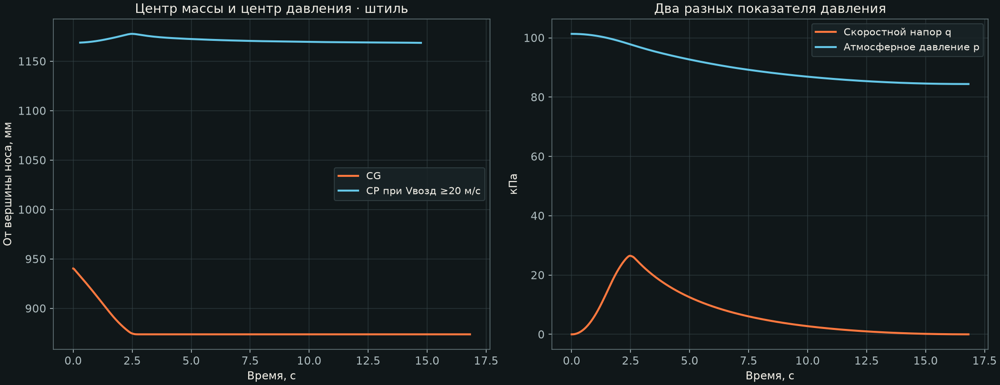 Центр массы и центр давления · штиль
От вершины носа, мм
1150
1100
1050
1000
950
900
CG
CP при Vвозд ≥20 м/с
0.0 2.5 5.0 7.5 10.0 12.5 15.0 17.5
Время, с
Два разных показателя давления
кПа
100
80
60
40
20
0
Скоростной напор q
Атмосферное давление p
0.0 2.5 5.0 7.5 10.0 12.5 15.0 17.5
Время, с